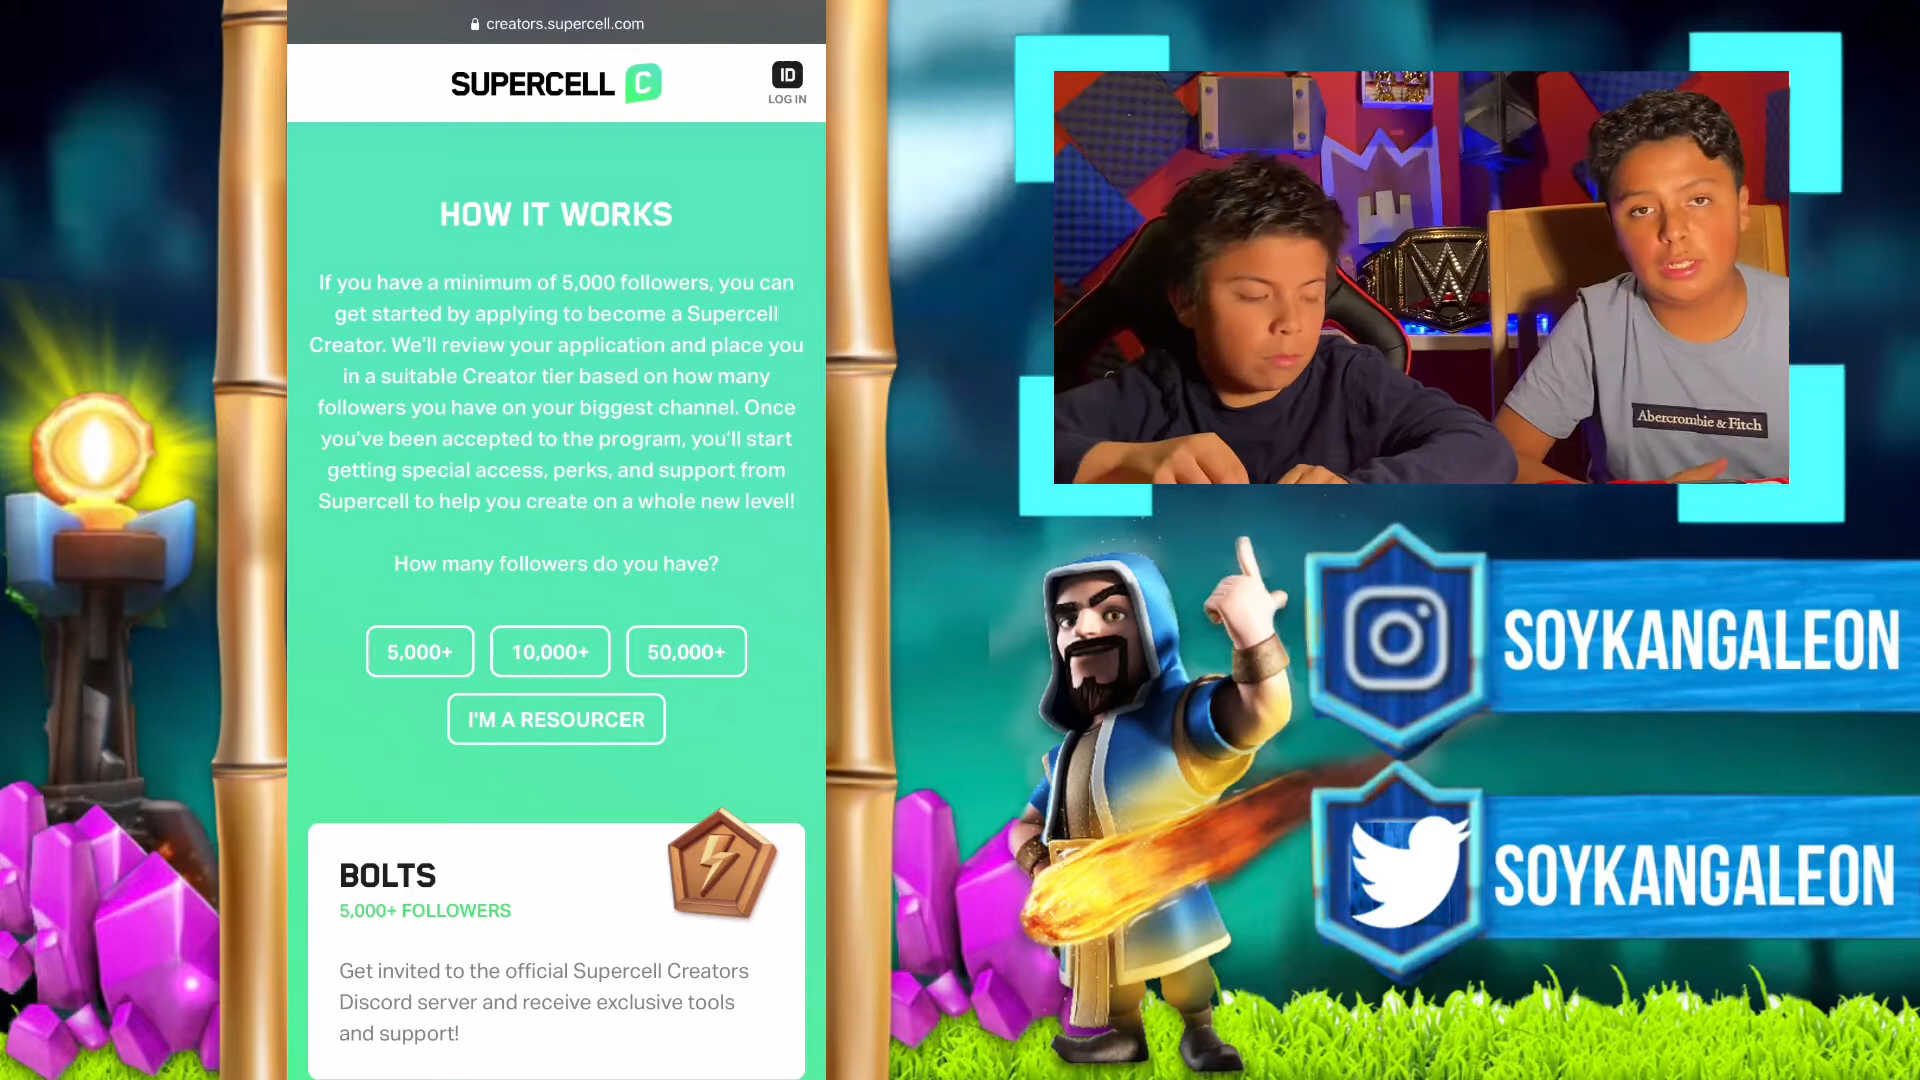 creators.supercell.com
SUPERCELL C
ID
LOG IN
HOW IT WORKS
If you have a minimum of 5,000 followers, you can
get started by applying to become a Supercell
Creator. We'll review your application and place you
in a suitable Creator tier based on how many
followers you have on your biggest channel. Once
you've been accepted to the program, you'll start
getting special access, perks, and support from
Supercell to help you create on a whole new level!
How many followers do you have?
5,000+ 10,000+ 50,000+
I'M A RESOURCER
BOLTS
5,000+ FOLLOWERS
Get invited to the official Supercell Creators
Discord server and receive exclusive tools
and support!
W
Abercrombie & Fitch
SOYKANGALEON
SOYKANGALEON